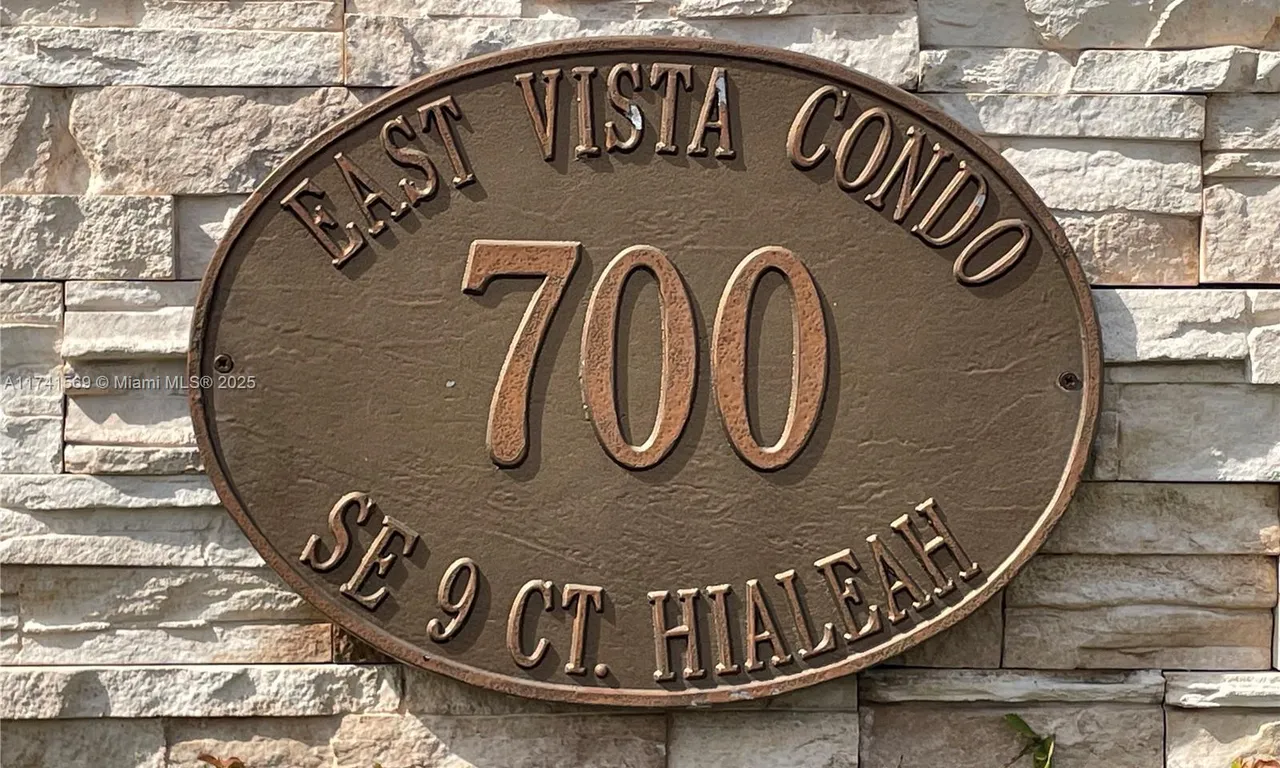 EAST VISTA CONDO
700
A11741569 © Miami MLS® 2025
SE 9 CT. HIALEAH